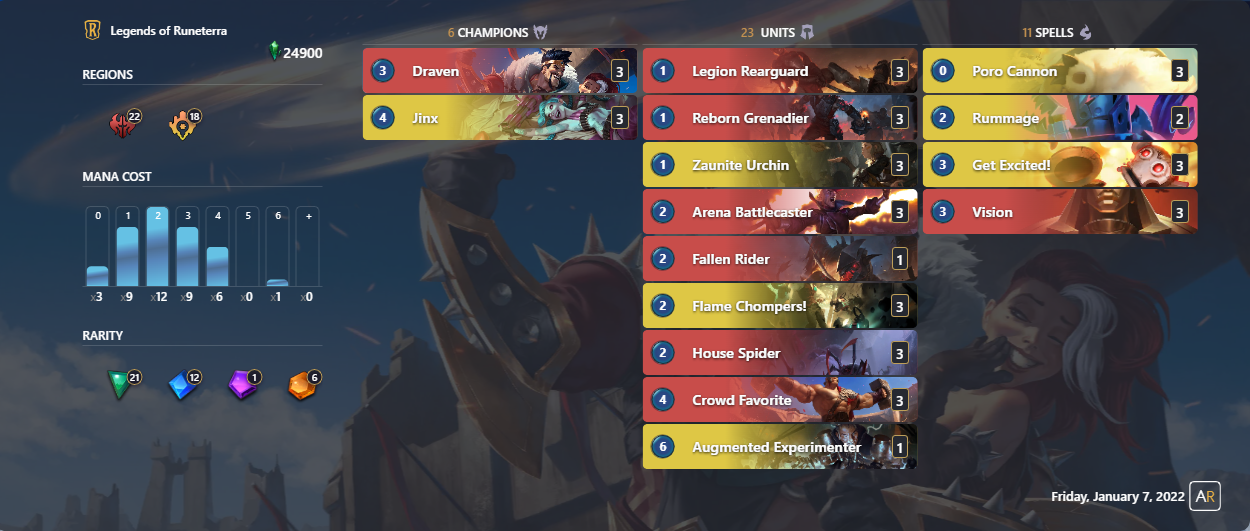 Legends of Runeterra
24900
REGIONS
22
18
MANA COST
0 1 2 3 4 5 6 +
x3 x9 x12 x9 x6 x0 x1 x0
RARITY
21
12
1
6
6 CHAMPIONS
3 Draven 3
4 Jinx 3
23 UNITS
1 Legion Rearguard 3
1 Reborn Grenadier 3
1 Zaunite Urchin 3
2 Arena Battlecaster 3
2 Fallen Rider 1
2 Flame Chompers! 3
2 House Spider 3
4 Crowd Favorite 3
6 Augmented Experimenter 1
11 SPELLS
0 Poro Cannon 3
2 Rummage 2
3 Get Excited! 3
3 Vision 3
Friday, January 7, 2022 AR